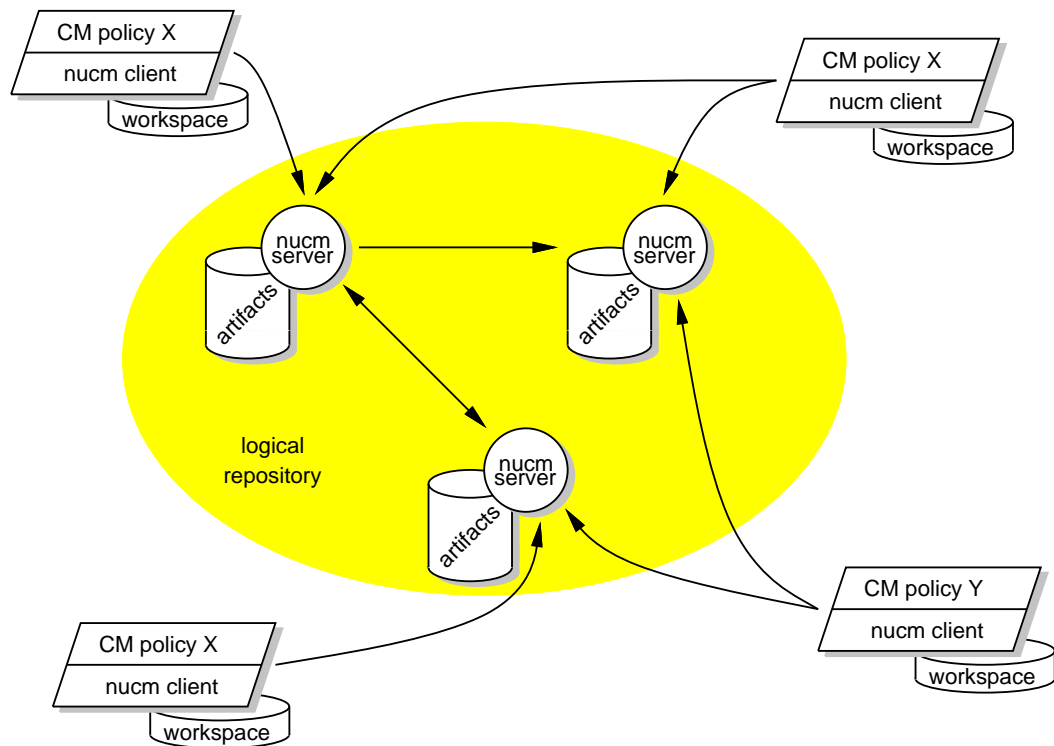 CM policy X
nucm client
workspace
CM policy X
nucm client
workspace
nucm
server
artifacts
nucm
server
artifacts
logical
repository
nucm
server
artifacts
CM policy Y
nucm client
workspace
CM policy X
nucm client
workspace